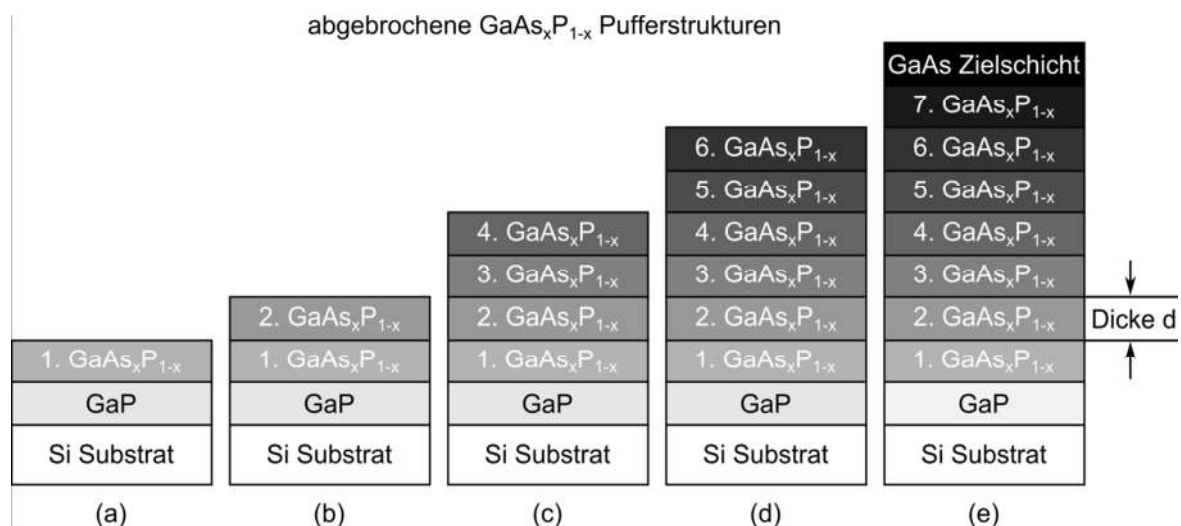 abgebrochene GaAsₓP₁₋ₓ Pufferstrukturen
1. GaAsₓP₁₋ₓ
GaP
Si Substrat
(a)
2. GaAsₓP₁₋ₓ
1. GaAsₓP₁₋ₓ
GaP
Si Substrat
(b)
4. GaAsₓP₁₋ₓ
3. GaAsₓP₁₋ₓ
2. GaAsₓP₁₋ₓ
1. GaAsₓP₁₋ₓ
GaP
Si Substrat
(c)
6. GaAsₓP₁₋ₓ
5. GaAsₓP₁₋ₓ
4. GaAsₓP₁₋ₓ
3. GaAsₓP₁₋ₓ
2. GaAsₓP₁₋ₓ
1. GaAsₓP₁₋ₓ
GaP
Si Substrat
(d)
GaAs Zielschicht
7. GaAsₓP₁₋ₓ
6. GaAsₓP₁₋ₓ
5. GaAsₓP₁₋ₓ
4. GaAsₓP₁₋ₓ
3. GaAsₓP₁₋ₓ
2. GaAsₓP₁₋ₓ
1. GaAsₓP₁₋ₓ
GaP
Si Substrat
(e)
Dicke d